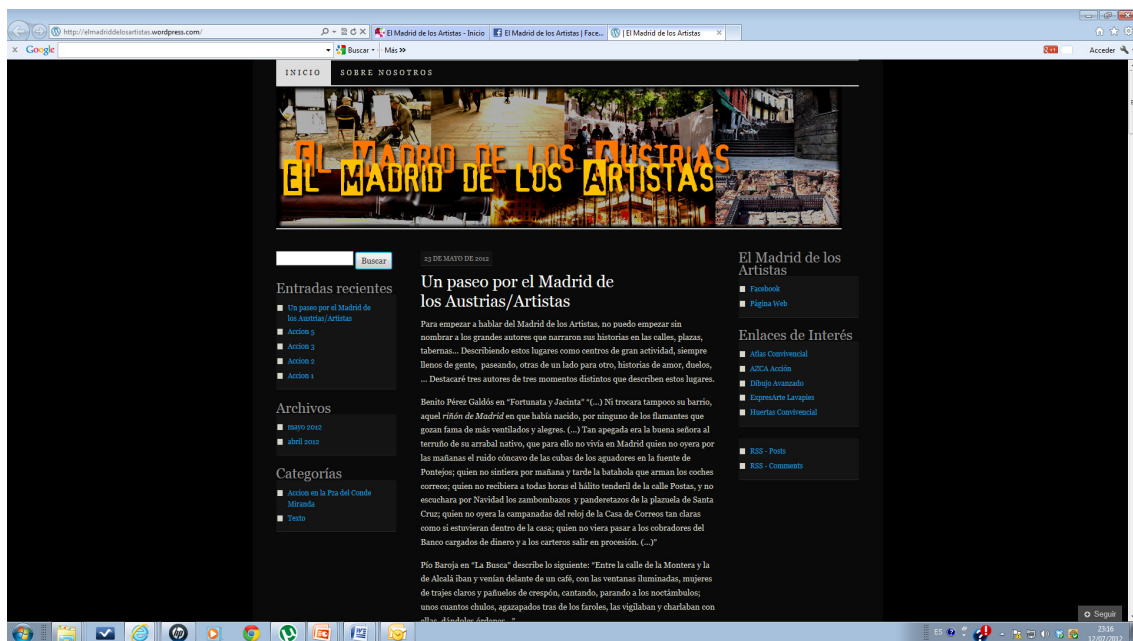 http://elmadriddelosartistas.wordpress.com/
El Madrid de los Artistas - Inicio
El Madrid de los Artistas | Face...
| El Madrid de los Artistas
x Google
Buscar
Más >>
Acceder
INICIO
SOBRE NOSOTROS
EL MADRID DE LOS AUSTRIAS
EL MADRID DE LOS ARTISTAS
Buscar
Entradas recientes
Un paseo por el Madrid de
los Austrias/Artistas
Accion 5
Accion 3
Accion 2
Accion 1
Archivos
mayo 2012
abril 2012
Categorías
Accion en la Pza del Conde
Miranda
Texto
23 DE MAYO DE 2012
Un paseo por el Madrid de
los Austrias/Artistas
Para empezar a hablar del Madrid de los Artistas, no puedo empezar sin
nombrar a los grandes autores que narraron sus historias en las calles, plazas,
tabernas... Describiendo estos lugares como centros de gran actividad, siempre
llenos de gente, paseando, otras de un lado para otro, historias de amor, duelos,
... Destacaré tres autores de tres momentos distintos que describen estos lugares.
Benito Pérez Galdós en “Fortunata y Jacinta” “(...) Ni trocara tampoco su barrio,
aquel riñón de Madrid en que había nacido, por ninguno de los flamantes que
gozan fama de más ventilados y alegres. (...) Tan apegada era la buena señora al
terruño de su arrabal nativo, que para ello no vivía en Madrid quien no oyera por
las mañanas el ruido cóncavo de las cubas de los aguadores en la fuente de
Pontejos; quien no sintiera por mañana y tarde la batahola que arman los coches
correos; quien no recibiera a todas horas el hálito tenderil de la calle Postas, y no
escuchara por Navidad los zambombazos y panderetazos de la plazuela de Santa
Cruz; quien no oyera la campanadas del reloj de la Casa de Correos tan claras
como si estuvieran dentro de la casa; quien no viera pasar a los cobradores del
Banco cargados de dinero y a los carteros salir en procesión. (...)”
Pío Baroja en “La Busca” describe lo siguiente: “Entre la calle de la Montera y la
de Alcalá iban y venían delante de un café, con las ventanas iluminadas, mujeres
de trajes claros y pañuelos de crespón, cantando, parando a los noctámbulos;
unos cuantos chulos, agazapados tras de los faroles, las vigilaban y charlaban con
ellas, dándoles órdenes...”
El Madrid de los
Artistas
Facebook
Página Web
Enlaces de Interés
Atlas Convivencial
AZCA Acción
Dibujo Avanzado
ExpresArte Lavapies
Huertas Convivencial
RSS - Posts
RSS - Comments
Seguir
ES
23:16
12/07/2012